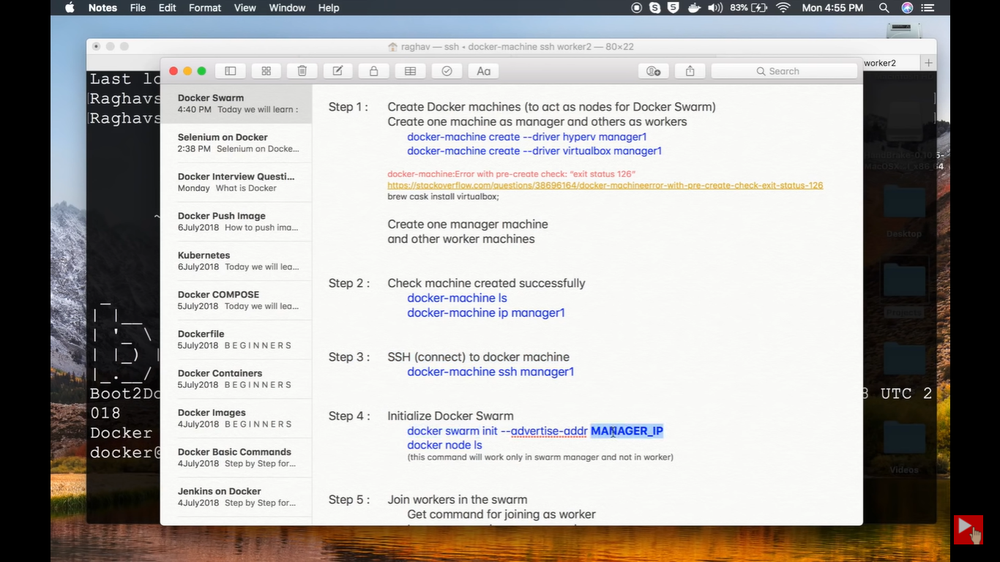 Notes File Edit Format View Window Help 83% Mon 4:55 PM
raghav — ssh ◂ docker-machine ssh worker2 — 80×22
worker2
Last lo
Raghavs
Raghavs
~
Boot2Do
018
Docker
docker@
8 UTC 2
Aa
Search
Docker Swarm
4:40 PM Today we will learn :
Selenium on Docker
2:38 PM Selenium on Docke...
Docker Interview Questi...
Monday What is Docker
Docker Push Image
6July2018 How to push ima...
Kubernetes
6July2018 Today we will lea...
Docker COMPOSE
5July2018 Today we will lea...
Dockerfile
5July2018 B E G I N N E R S
Docker Containers
5July2018 B E G I N N E R S
Docker Images
4July2018 B E G I N N E R S
Docker Basic Commands
4July2018 Step by Step for...
Jenkins on Docker
4July2018 Step by Step for...
Step 1 : Create Docker machines (to act as nodes for Docker Swarm)
Create one machine as manager and others as workers
docker-machine create --driver hyperv manager1
docker-machine create --driver virtualbox manager1
docker-machine:Error with pre-create check: “exit status 126”
https://stackoverflow.com/questions/38696164/docker-machineerror-with-pre-create-check-exit-status-126
brew cask install virtualbox;
Create one manager machine
and other worker machines
Step 2 : Check machine created successfully
docker-machine ls
docker-machine ip manager1
Step 3 : SSH (connect) to docker machine
docker-machine ssh manager1
Step 4 : Initialize Docker Swarm
docker swarm init --advertise-addr MANAGER_IP
docker node ls
(this command will work only in swarm manager and not in worker)
Step 5 : Join workers in the swarm
Get command for joining as worker
HandBrake-0.10.5-
MacOSX@l_x86_64
Desktop
Projects
Videos